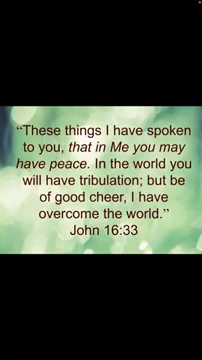 “These things I have spoken
to you, that in Me you may
have peace. In the world you
will have tribulation; but be
of good cheer, I have
overcome the world.”
John 16:33